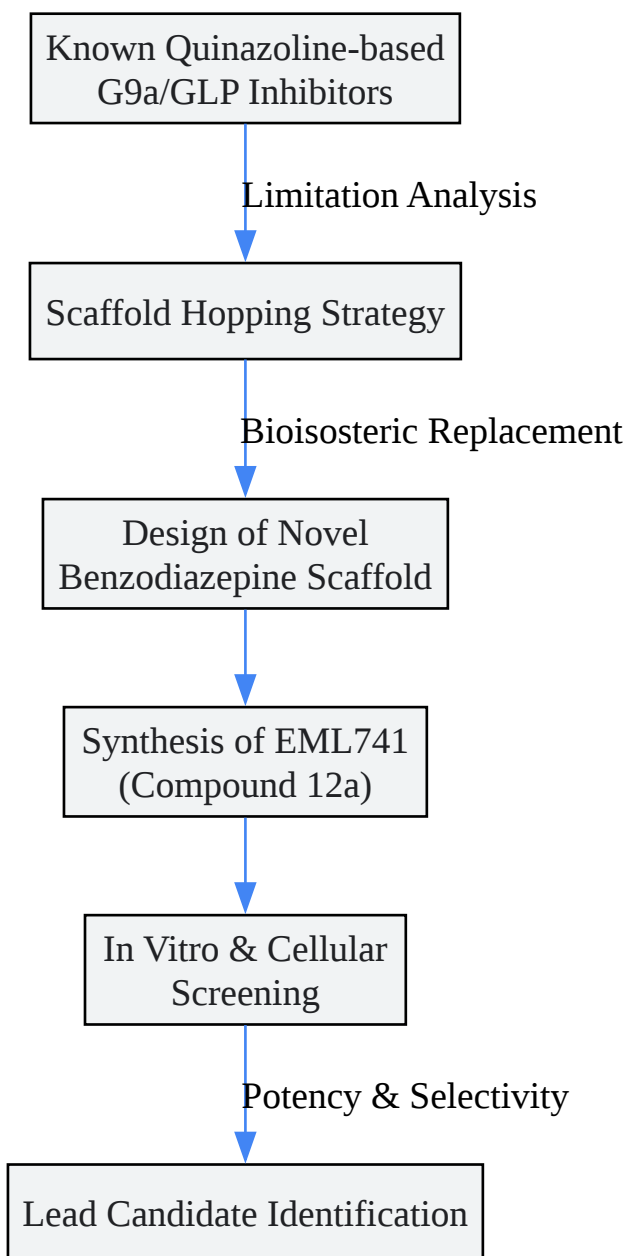 Known Quinazoline-based
G9a/GLP Inhibitors
Limitation Analysis
Scaffold Hopping Strategy
Bioisosteric Replacement
Design of Novel
Benzodiazepine Scaffold
Synthesis of EML741
(Compound 12a)
In Vitro & Cellular
Screening
Potency & Selectivity
Lead Candidate Identification